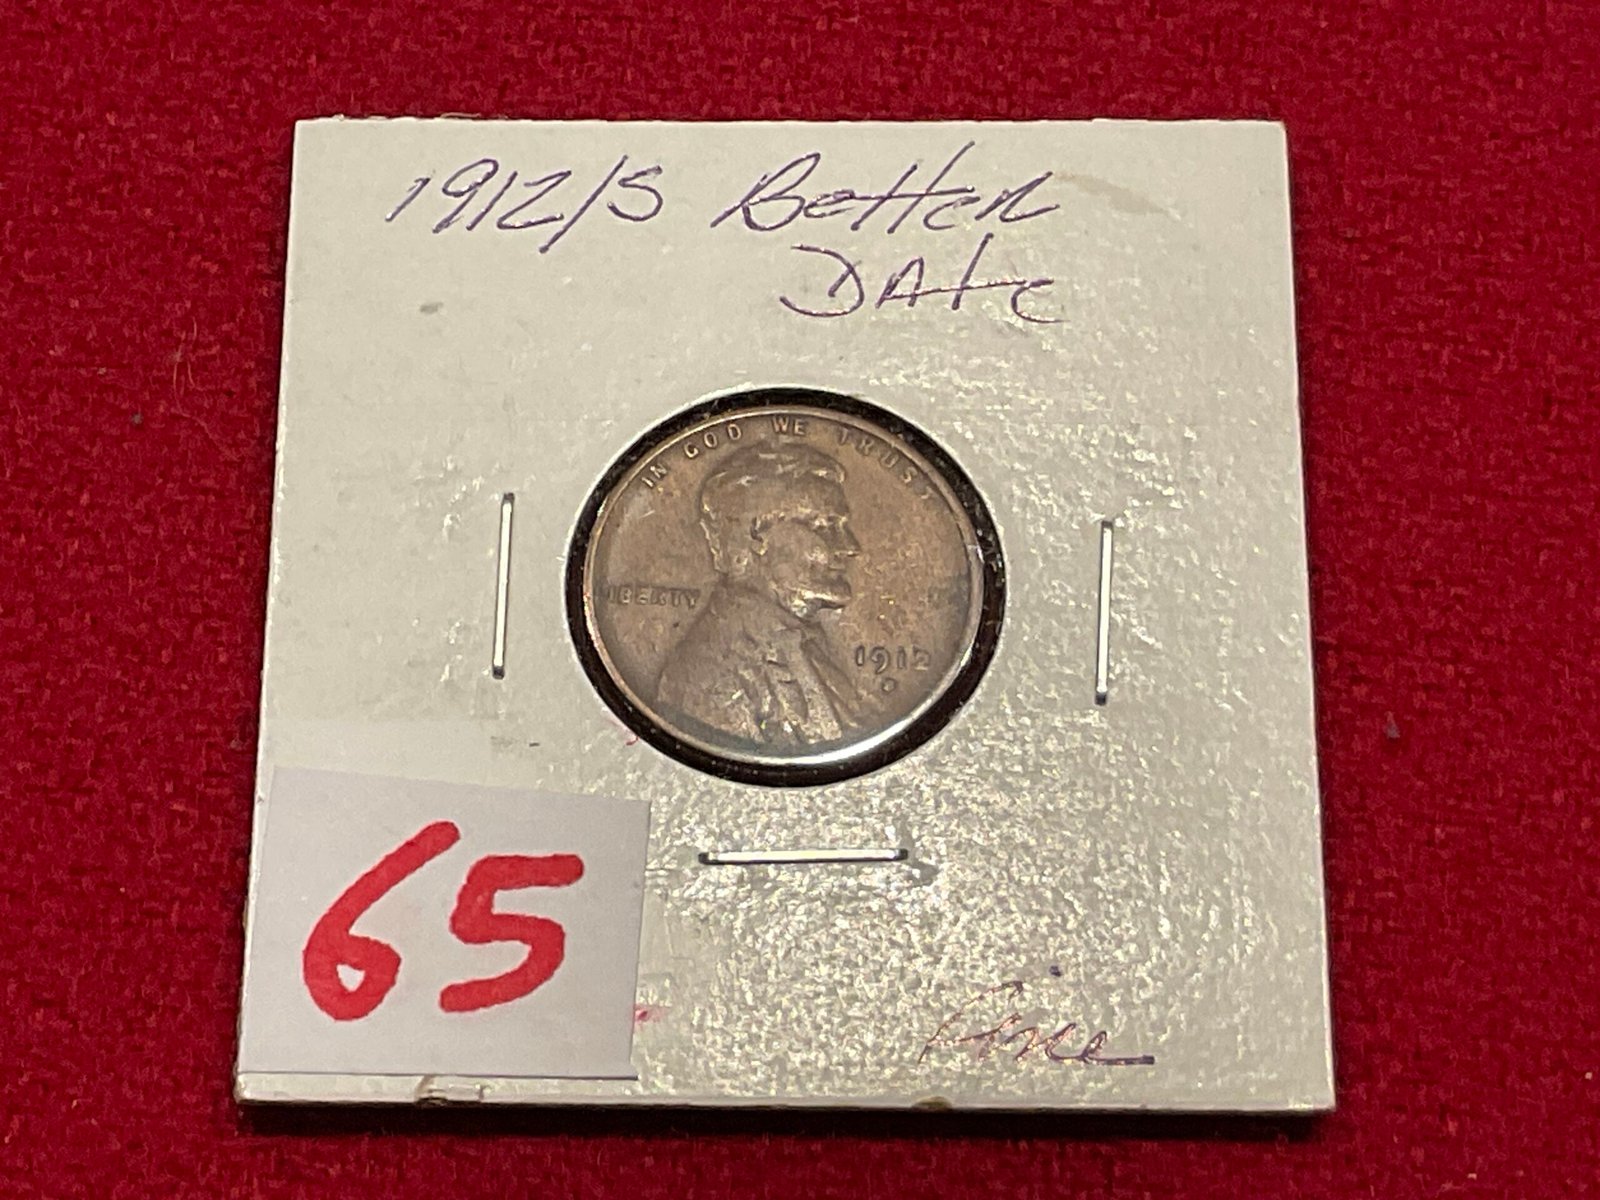 1912/S Better
Date
IN GOD WE TRUST
LIBERTY
1912
65
Fine